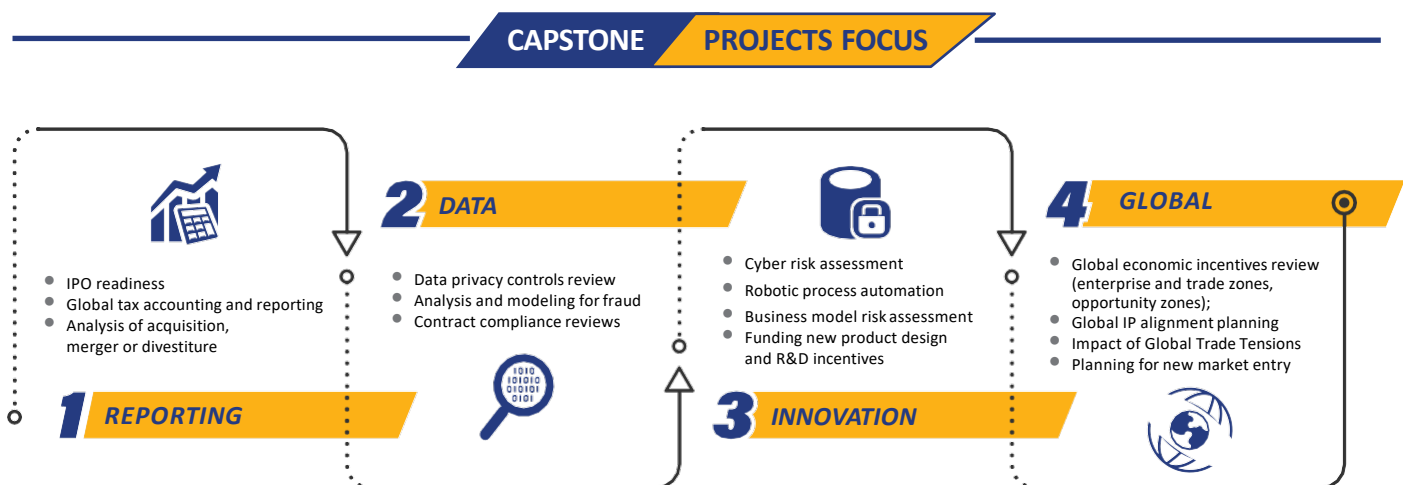 CAPSTONE PROJECTS FOCUS
IPO readiness
Global tax accounting and reporting
Analysis of acquisition,
merger or divestiture
1 REPORTING
2 DATA
Data privacy controls review
Analysis and modeling for fraud
Contract compliance reviews
1010
101010
010101
0101
Cyber risk assessment
Robotic process automation
Business model risk assessment
Funding new product design
and R&D incentives
3 INNOVATION
4 GLOBAL
Global economic incentives review
(enterprise and trade zones,
opportunity zones);
Global IP alignment planning
Impact of Global Trade Tensions
Planning for new market entry